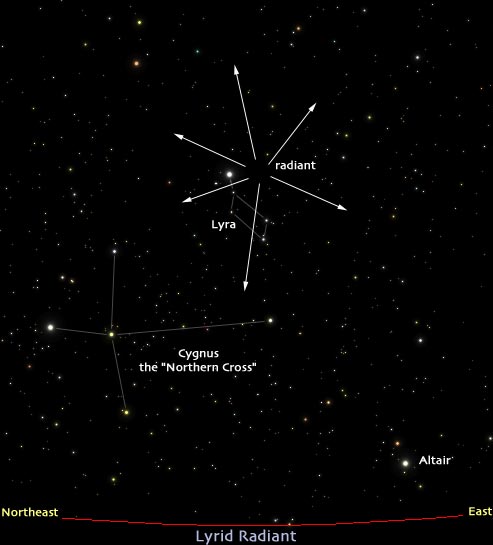 radiant
Lyra
Cygnus
the "Northern Cross"
Altair
Northeast
East
Lyrid Radiant